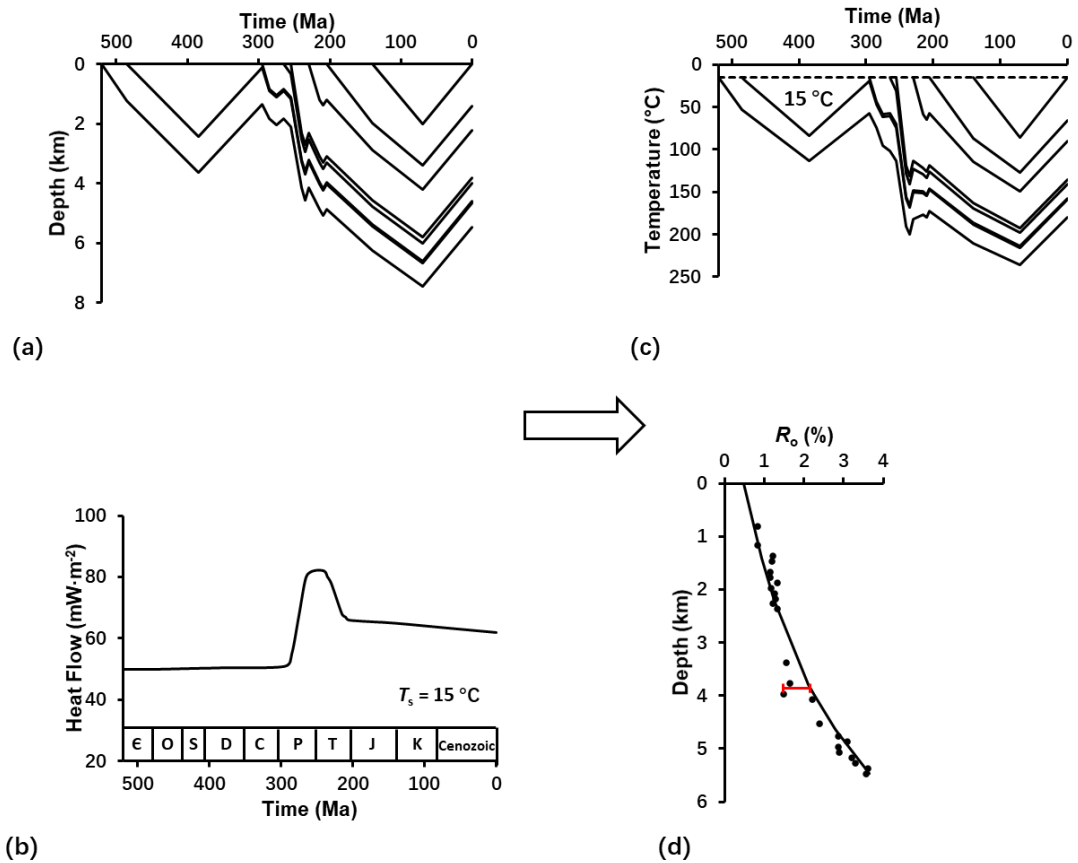 Time (Ma)
500 400 300 200 100 0
0
2
4
6
8
Depth (km)
(a)
Time (Ma)
500 400 300 200 100 0
0
50
100
150
200
250
Temperature (°C)
15 °C
(c)
100
80
60
40
20
Heat Flow (mW·m⁻²)
Tₛ = 15 °C
Є O S D C P T J K Cenozoic
500 400 300 200 100 0
Time (Ma)
(b)
Rₒ (%)
0 1 2 3 4
0
1
2
3
4
5
6
Depth (km)
(d)